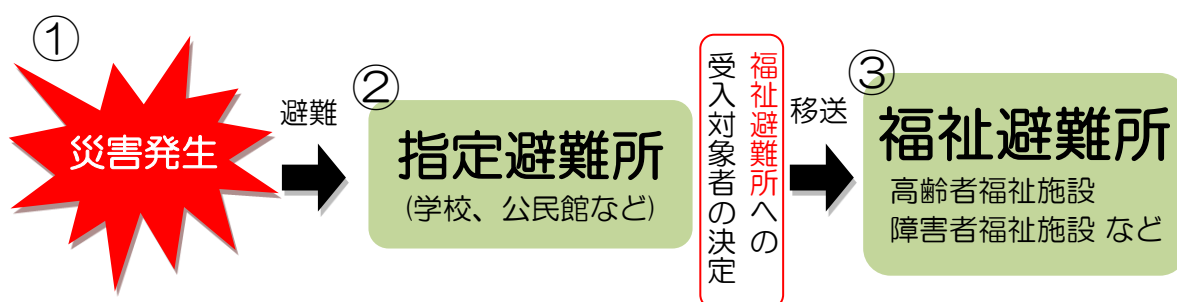 ①
災害発生
避難
②
指定避難所
(学校、公民館など)
福祉避難所への
受入対象者の決定
移送
③
福祉避難所
高齢者福祉施設
障害者福祉施設 など